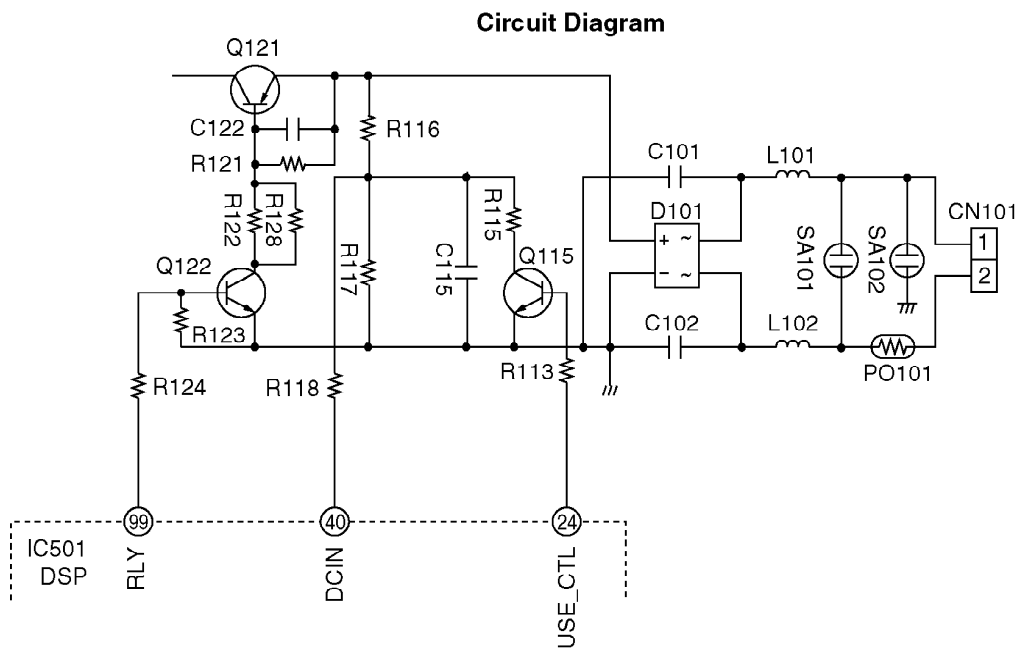 Circuit Diagram
Q121
C122
R116
R121
C101
L101
R122
R128
R115
D101
CN101
+ ~
- ~
SA101
SA102
1
2
Q122
R117
C115
Q115
R123
C102
L102
R124
R118
R113
PO101
99
40
24
IC501
DSP
RLY
DCIN
USE_CTL